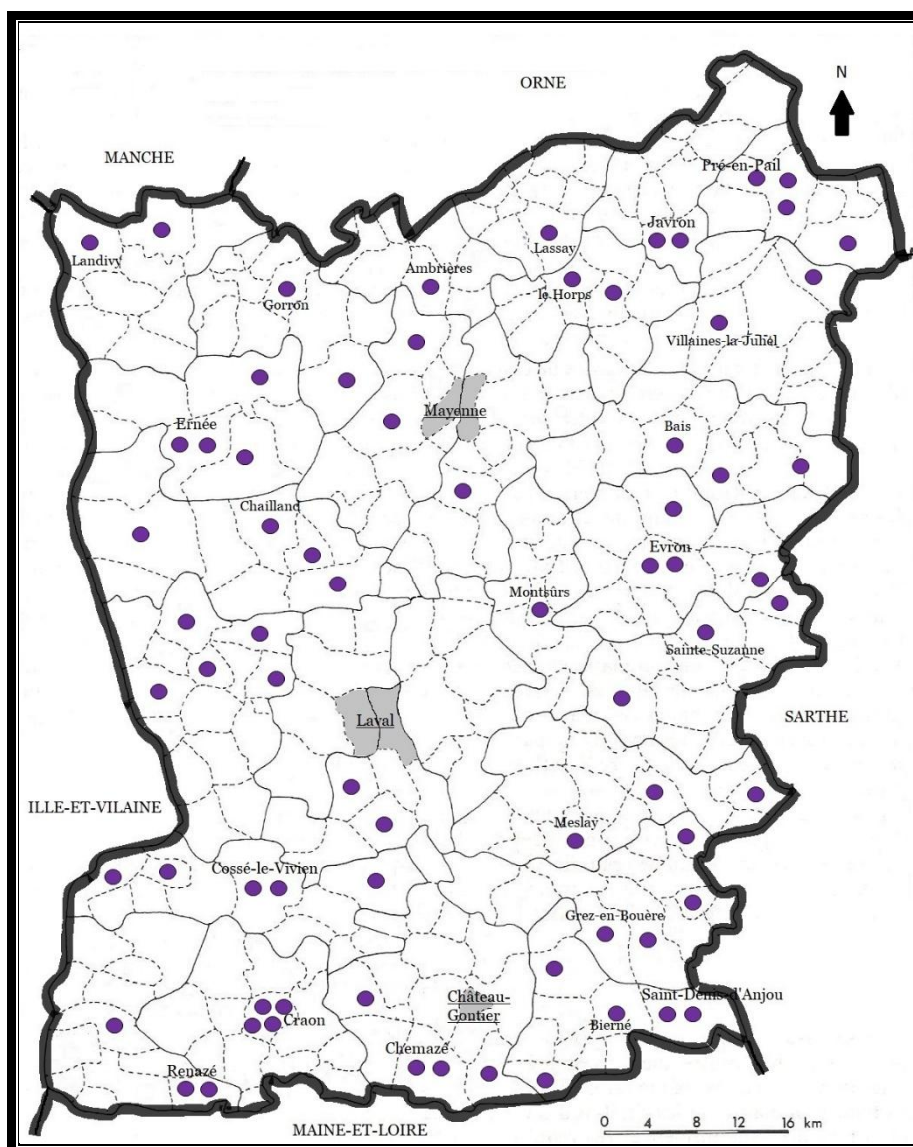 ORNE
N
MANCHE
Pré-en-Pail
Javron
Lassay
Landivy
Ambrières
le Horps
Gorron
Villaines-la-Juhel
Mayenne
Ernée
Bais
Chailland
Evron
Montsûrs
Sainte-Suzanne
Laval
SARTHE
ILLE-ET-VILAINE
Meslay
Cossé-le-Vivien
Grez-en-Bouère
Château-
Gontier
Saint-Denis-d'Anjou
Craon
Bierné
Chemazé
Renazé
MAINE-ET-LOIRE
0 4 8 12 16 km